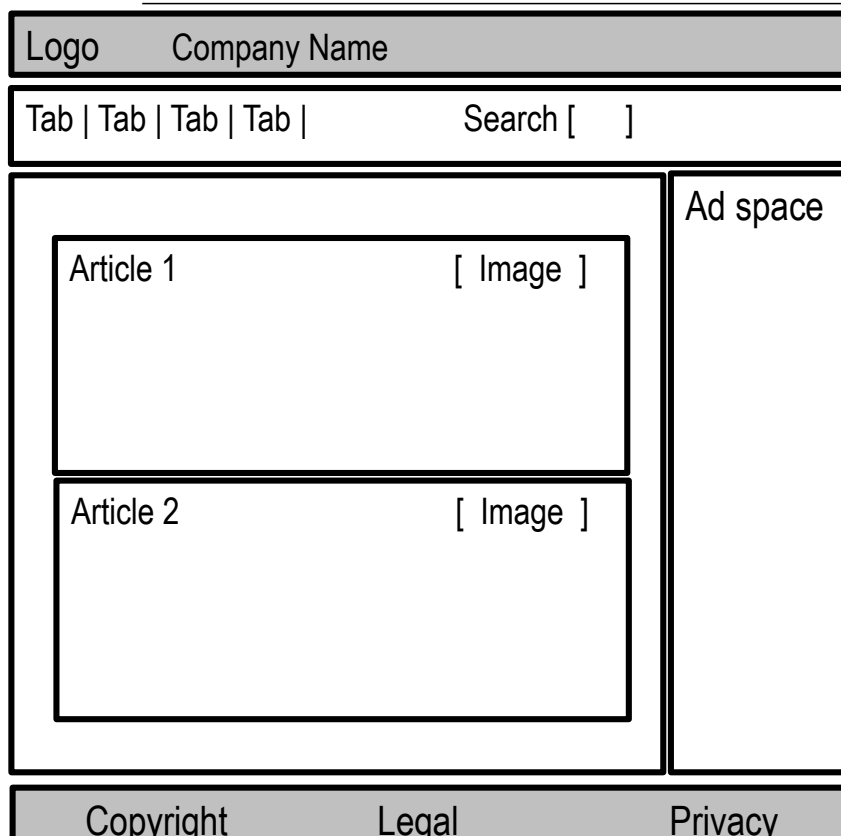 Logo Company Name
Tab | Tab | Tab | Tab | Search [ ]
Ad space
Article 1 [ Image ]
Article 2 [ Image ]
Copyright Legal Privacy